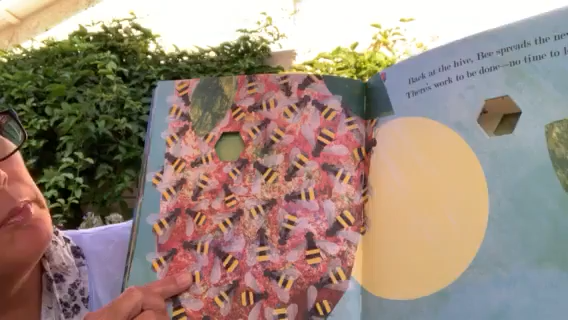 Back at the hive, Bee spreads the
There's work to be done—no time to